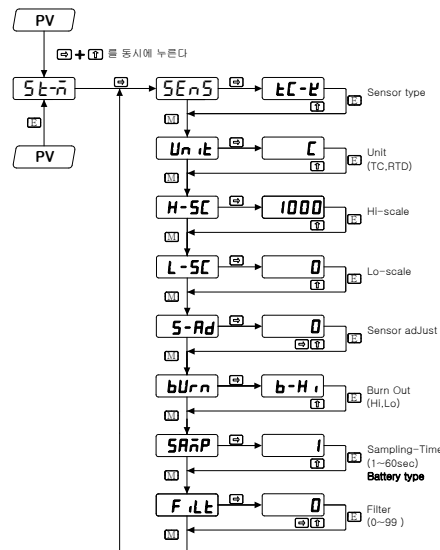 PV
⇨ + ⇧ 를 동시에 누른다
St-m ⇨ SEnS ⇨ tC-K
E Sensor type
⇧
E
M
PV
Unit ⇨ C
E Unit
(TC,RTD)
⇧
M
H-SC ⇨ 1000
E Hi-scale
⇧
M
L-SC ⇨ 0
E Lo-scale
⇧
M
S-Ad ⇨ 0
E Sensor adJust
⇨ ⇧
M
bUrn ⇨ b-Hi
E Burn Out
(Hi,Lo)
⇧
M
SAmP ⇨ 1
E Sampling-Time
(1~60sec)
Battery type
⇧
M
FiLt ⇨ 0
E Filter
(0~99 )
⇨ ⇧
M